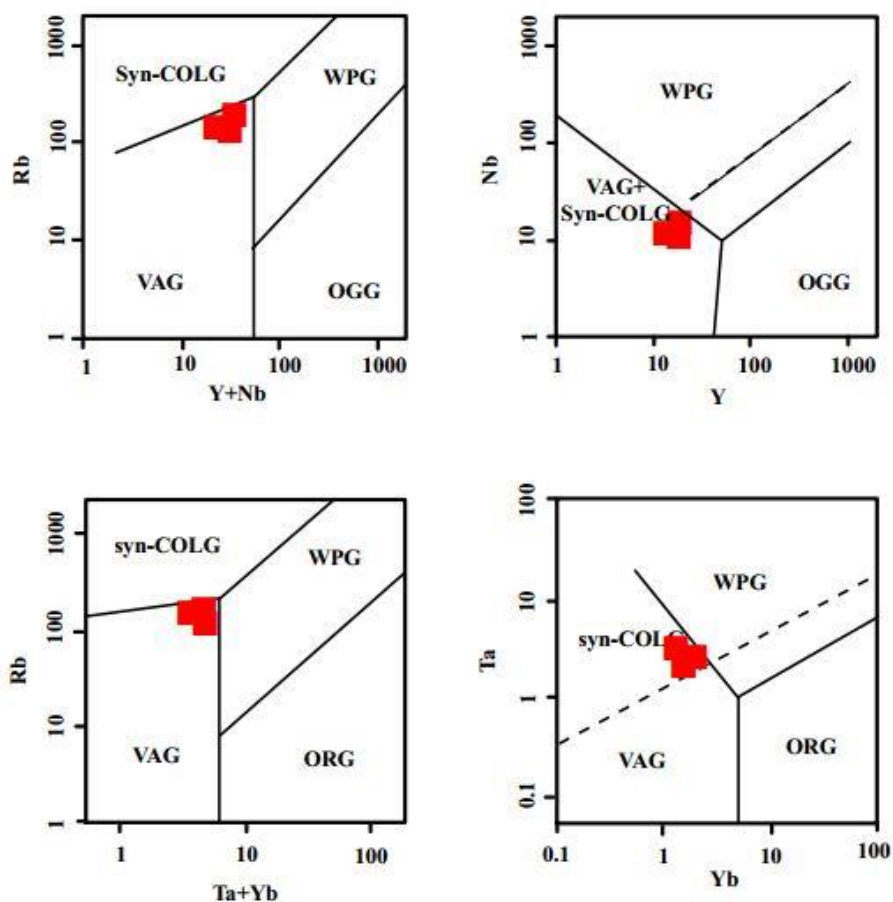 1000
Syn-COLG
WPG
100
Rb
10
VAG
OGG
1
1
10
100
1000
Y+Nb
1000
WPG
100
Nb
VAG+
Syn-COLG
10
OGG
1
1
10
100
1000
Y
1000
syn-COLG
WPG
100
Rb
10
VAG
ORG
1
1
10
100
Ta+Yb
100
WPG
10
syn-COLG
Ta
1
VAG
ORG
0.1
0.1
1
10
100
Yb